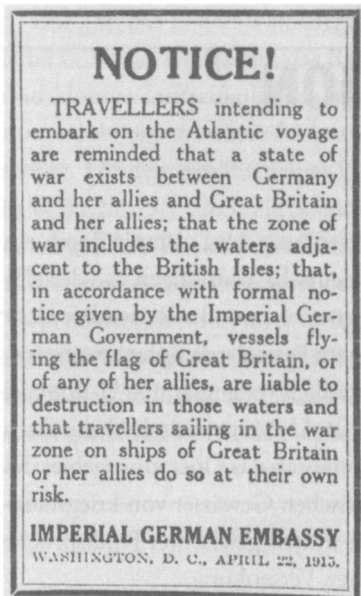 NOTICE!
TRAVELLERS intending to
embark on the Atlantic voyage
are reminded that a state of
war exists between Germany
and her allies and Great Britain
and her allies; that the zone of
war includes the waters adja-
cent to the British Isles; that,
in accordance with formal no-
tice given by the Imperial Ger-
man Government, vessels fly-
ing the flag of Great Britain, or
of any of her allies, are liable to
destruction in those waters and
that travellers sailing in the war
zone on ships of Great Britain
or her allies do so at their own
risk.
IMPERIAL GERMAN EMBASSY
WASHINGTON, D. C., APRIL 22, 1915.